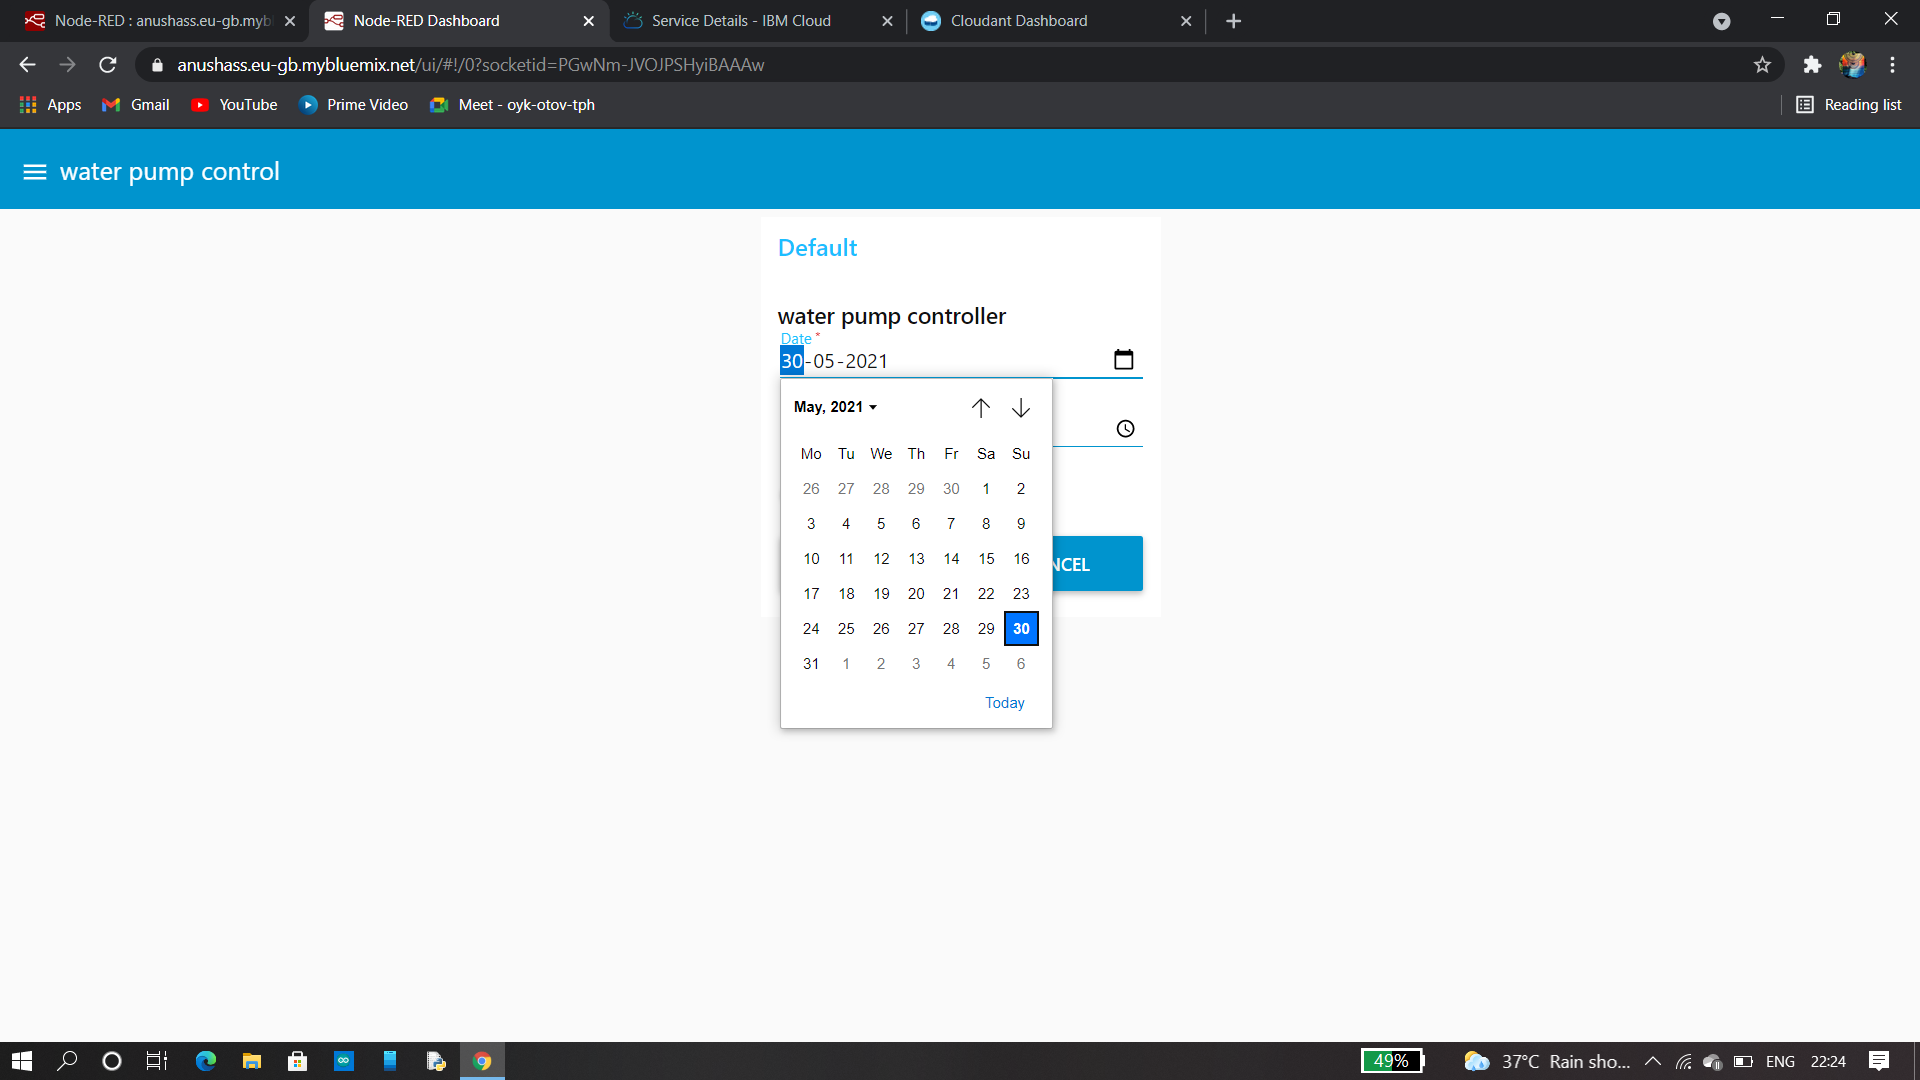 Node-RED : anushass.eu-gb.myb
Node-RED Dashboard
Service Details - IBM Cloud
Cloudant Dashboard
anushass.eu-gb.mybluemix.net/ui/#!/0?socketid=PGwNm-JVOJPSHyiBAAAw
Apps
Gmail
YouTube
Prime Video
Meet - oyk-otov-tph
Reading list
water pump control
Default
water pump controller
Date *
30-05-2021
May, 2021
Mo Tu We Th Fr Sa Su
26 27 28 29 30 1 2
3 4 5 6 7 8 9
10 11 12 13 14 15 16
17 18 19 20 21 22 23
24 25 26 27 28 29 30
31 1 2 3 4 5 6
Today
NCEL
49%
37°C Rain sho...
ENG
22:24